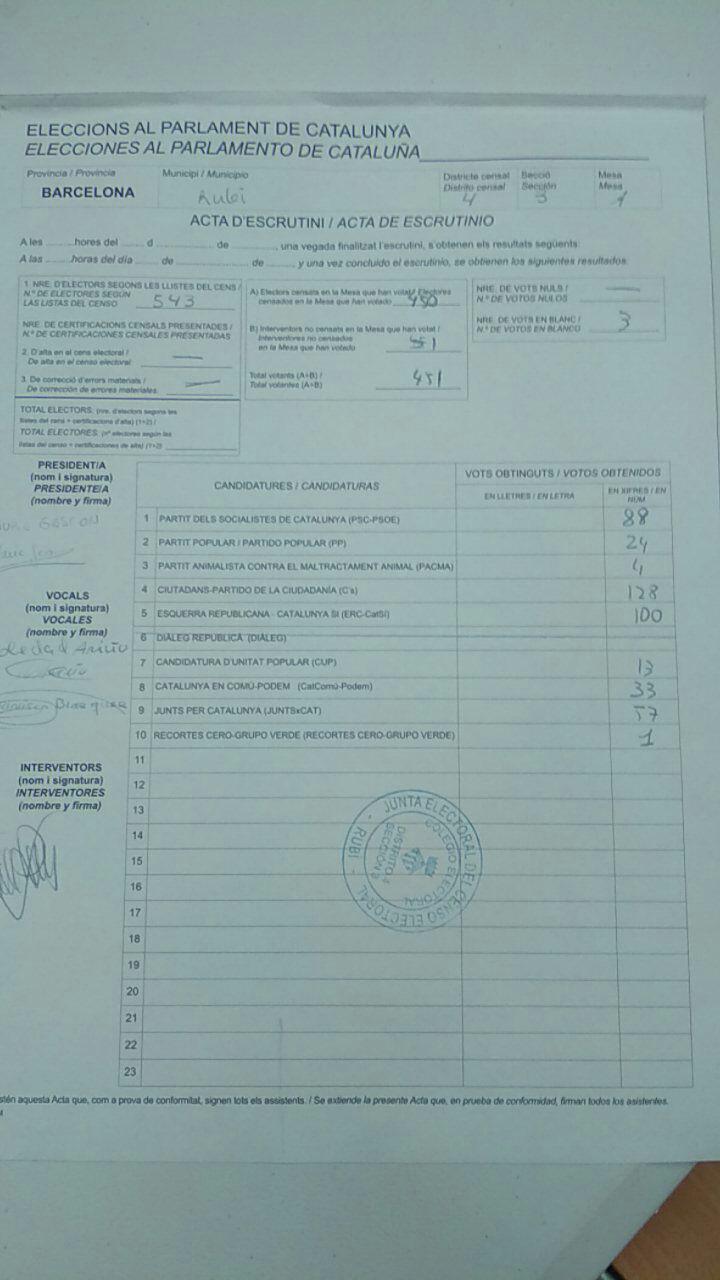 ELECCIONS AL PARLAMENT DE CATALUNYA
ELECCIONES AL PARLAMENTO DE CATALUÑA
Província / Provincia
BARCELONA
Municipi / Municipio
Rubí
Districte censal
Distrito censal
4
Secció
Sección
3
Mesa
Mesa
1
ACTA D'ESCRUTINI / ACTA DE ESCRUTINIO
A les ........ hores del ..... d ............... de ..............., una vegada finalitzat l'escrutini, s'obtenen els resultats següents:
A las ........ horas del día ..... de ............... de ..............., y una vez concluido el escrutinio, se obtienen los siguientes resultados:
1. NRE. D'ELECTORS SEGONS LES LLISTES DEL CENS /
N.º DE ELECTORES SEGÚN
LAS LISTAS DEL CENSO 543
NRE. DE CERTIFICACIONS CENSALS PRESENTADES /
N.º DE CERTIFICACIONES CENSALES PRESENTADAS
2. D'alta en el cens electoral /
De alta en el censo electoral: —
3. De correcció d'errors materials /
De corrección de errores materiales. —
TOTAL ELECTORS: (nre. d'electors segons les
llistes del cens + certificacions d'alta) (1+2) /
TOTAL ELECTORES: (nº electores según las
listas del censo + certificaciones de alta) (1+2)
A) Electors censats en la Mesa que han votat / Electores
censados en la Mesa que han votado 450
B) Interventors no censats en la Mesa que han votat /
Interventores no censados
en la Mesa que han votado
Total votants (A+B) /
Total votantes (A+B) 451
NRE. DE VOTS NULS /
N.º DE VOTOS NULOS —
NRE. DE VOTS EN BLANC /
N.º DE VOTOS EN BLANCO 3
PRESIDENT/A
(nom i signatura)
PRESIDENTE/A
(nombre y firma)
VOCALS
(nom i signatura)
VOCALES
(nombre y firma)
INTERVENTORS
(nom i signatura)
INTERVENTORES
(nombre y firma)
CANDIDATURES / CANDIDATURAS
VOTS OBTINGUTS / VOTOS OBTENIDOS
EN LLETRES / EN LETRA
EN XIFRES / EN
NÚM
1 PARTIT DELS SOCIALISTES DE CATALUNYA (PSC-PSOE) 88
2 PARTIT POPULAR / PARTIDO POPULAR (PP) 24
3 PARTIT ANIMALISTA CONTRA EL MALTRACTAMENT ANIMAL (PACMA) 4
4 CIUTADANS-PARTIDO DE LA CIUDADANÍA (C's) 128
5 ESQUERRA REPUBLICANA - CATALUNYA SÍ (ERC-CatSí) 100
6 DIÀLEG REPÚBLICA (DIÀLEG)
7 CANDIDATURA D'UNITAT POPULAR (CUP) 13
8 CATALUNYA EN COMÚ-PODEM (CatComú-Podem) 33
9 JUNTS PER CATALUNYA (JUNTSxCAT) 57
10 RECORTES CERO-GRUPO VERDE (RECORTES CERO-GRUPO VERDE) 1
11
12
13
14
15
16
17
18
19
20
21
22
23
JUNTA ELECTORAL DEL CENSO ELECTORAL - RUBÍ -
COLEGIO ELECTORAL
DISTRITO 4
SECCIÓN 3
stén aquesta Acta que, com a prova de conformitat, signen tots els assistents. / Se extiende la presente Acta que, en prueba de conformidad, firman todos los asistentes.